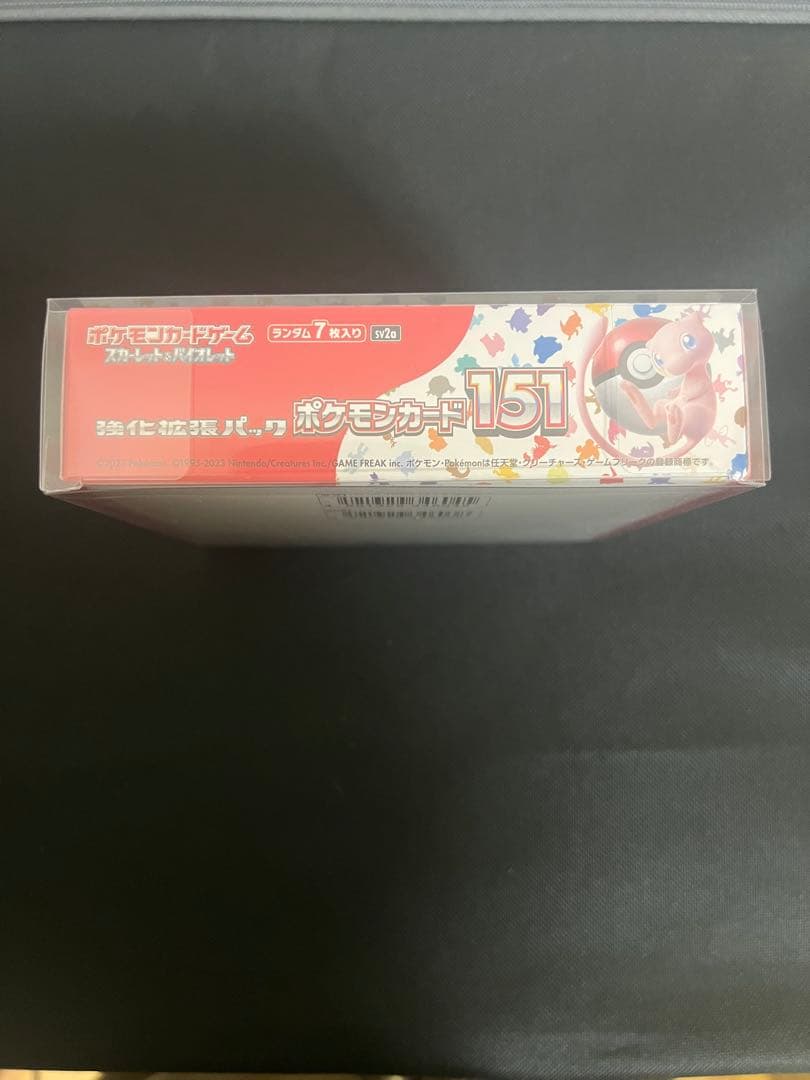 ポケモンカードゲーム
スカーレット&バイオレット
ランダム7枚入り sv2a
強化拡張パック ポケモンカード151
©2023 Pokémon. ©1995-2023 Nintendo/Creatures Inc./GAME FREAK inc. ポケモン・Pokémonは任天堂・クリーチャーズ・ゲームフリークの登録商標です。